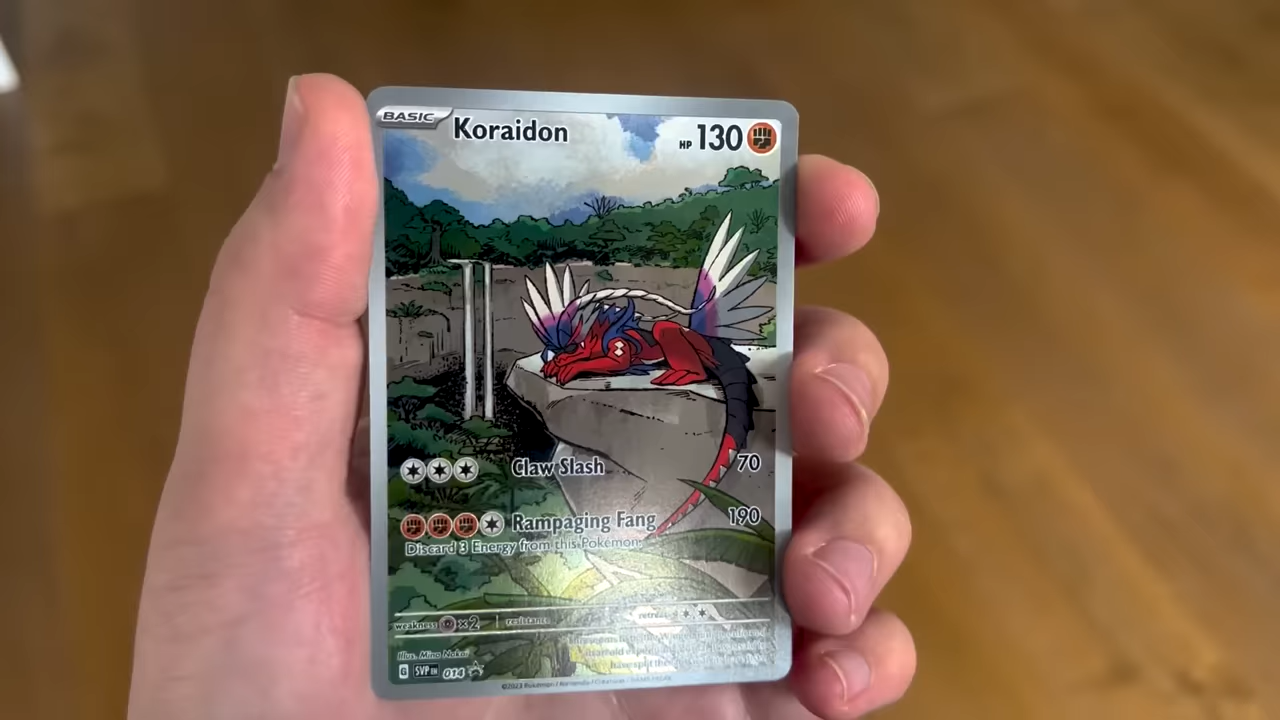 BASIC Koraidon HP 130
Claw Slash 70
Rampaging Fang 190
Discard 3 Energy from this Pokémon.
weakness ×2 resistance retreat
Illus. Mina Nakai
G SVP EN 014
©2023 Pokémon / Nintendo / Creatures / GAME FREAK